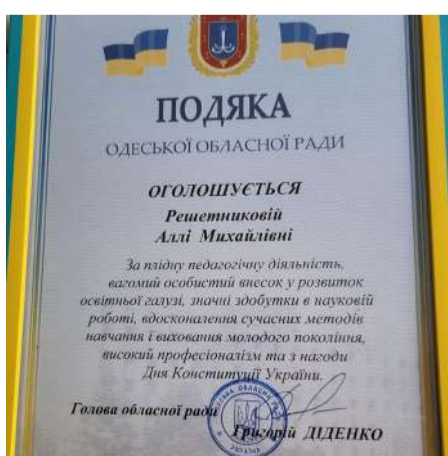 ПОДЯКА
ОДЕСЬКОЇ ОБЛАСНОЇ РАДИ
ОГОЛОШУЄТЬСЯ
Решетниковій
Аллі Михайлівні
За плідну педагогічну діяльність,
вагомий особистий внесок у розвиток
освітньої галузі, значні здобутки в науковій
роботі, вдосконалення сучасних методів
навчання і виховання молодого покоління,
високий професіоналізм та з нагоди
Дня Конституції України.
Голова обласної ради
Григорій ДІДЕНКО